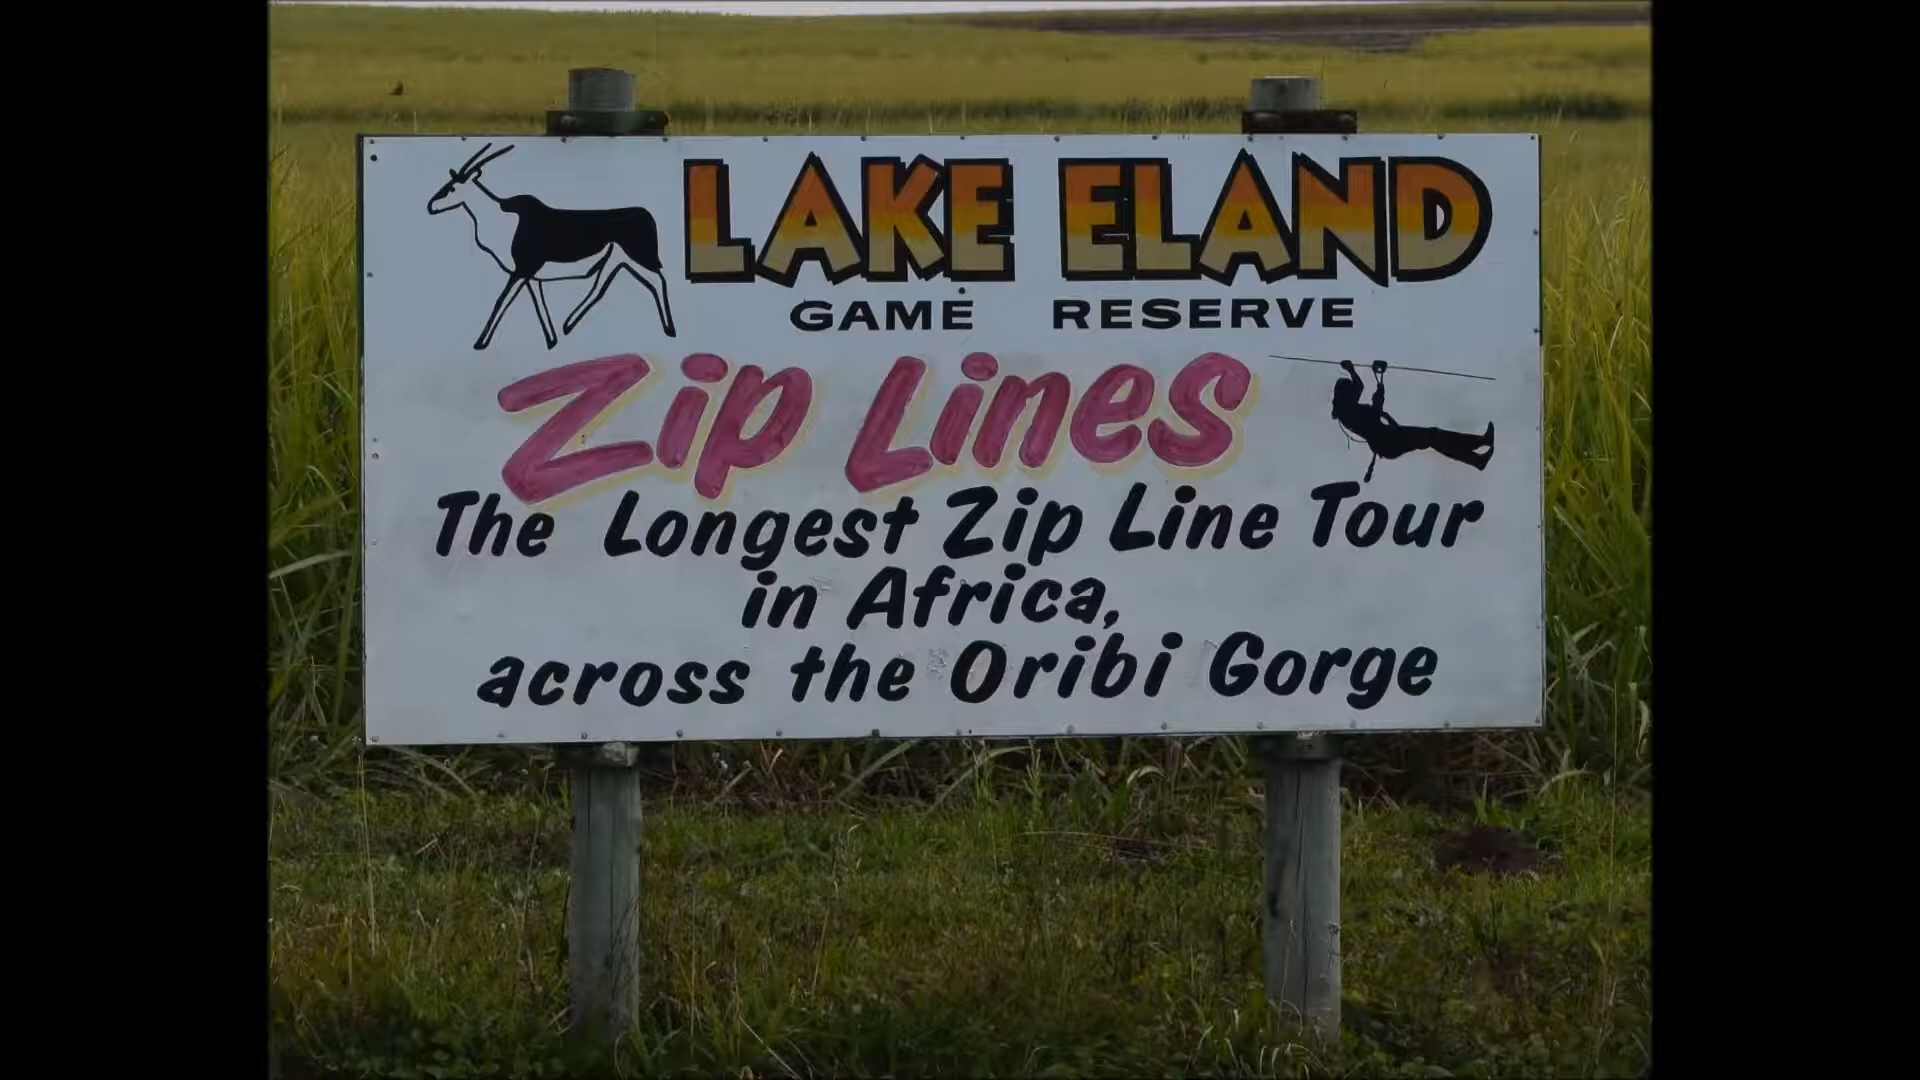 LAKE ELAND
GAME RESERVE
Zip Lines
The Longest Zip Line Tour
in Africa,
across the Oribi Gorge